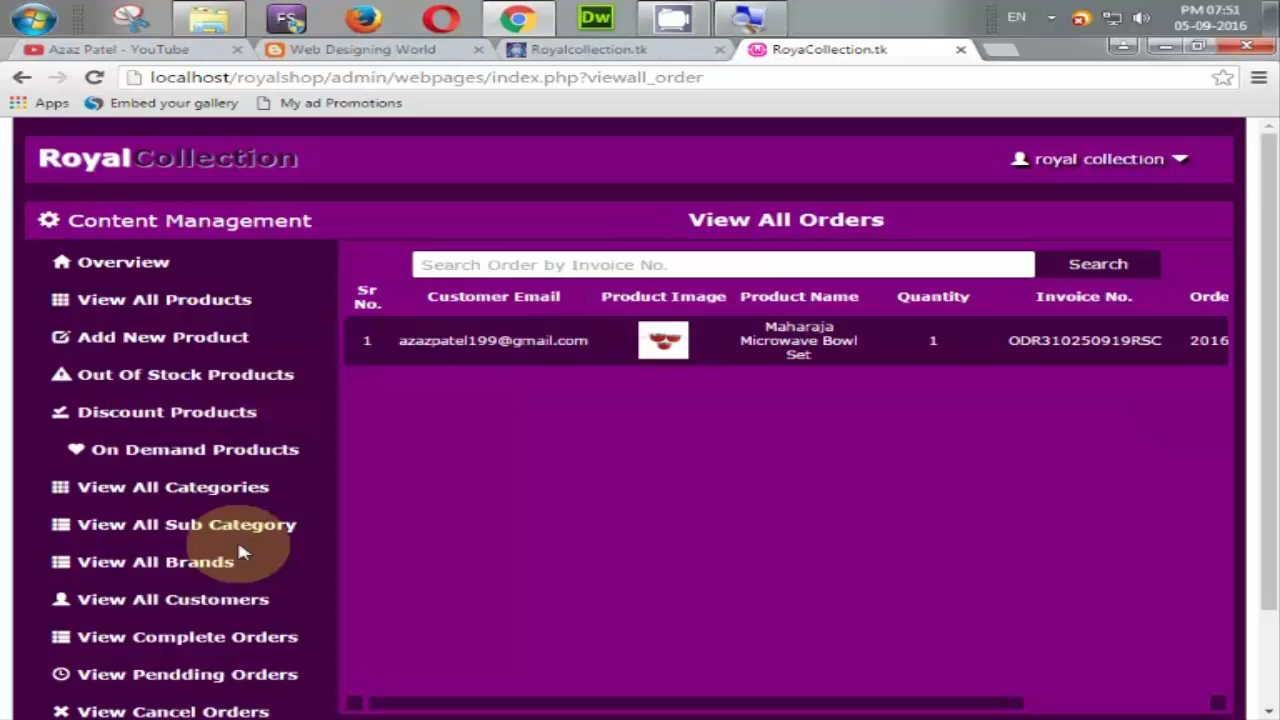 EN
PM 07:51
05-09-2016
Azaz Patel - YouTube
Web Designing World
Royalcollection.tk
RoyaCollection.tk
localhost/royalshop/admin/webpages/index.php?viewall_order
Apps
Embed your gallery
My ad Promotions
RoyalCollection
royal collection
Content Management
View All Orders
Overview
View All Products
Add New Product
Out Of Stock Products
Discount Products
On Demand Products
View All Categories
View All Sub Category
View All Brands
View All Customers
View Complete Orders
View Pendding Orders
View Cancel Orders
Search Order by Invoice No.
Search
Sr
No.
Customer Email
Product Image
Product Name
Quantity
Invoice No.
Orde
1
azazpatel199@gmail.com
Maharaja
Microwave Bowl
Set
1
ODR310250919RSC
2016
Dw
FS